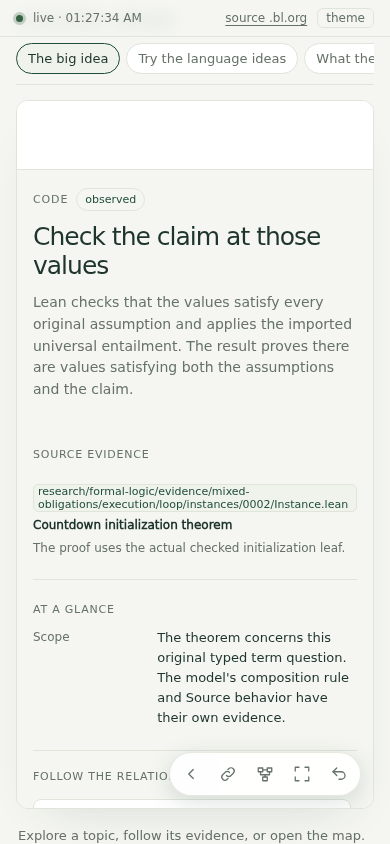 live · 01:27:34 AM
source .bl.org
theme
The big idea
Try the language ideas
What the
CODE
observed
Check the claim at those
values
Lean checks that the values satisfy every
original assumption and applies the imported
universal entailment. The result proves there
are values satisfying both the assumptions
and the claim.
SOURCE EVIDENCE
research/formal-logic/evidence/mixed-
obligations/execution/loop/instances/0002/Instance.lean
Countdown initialization theorem
The proof uses the actual checked initialization leaf.
AT A GLANCE
Scope
The theorem concerns this
original typed term question.
The model's composition rule
and Source behavior have
their own evidence.
FOLLOW THE RELATIO
Explore a topic, follow its evidence, or open the map.